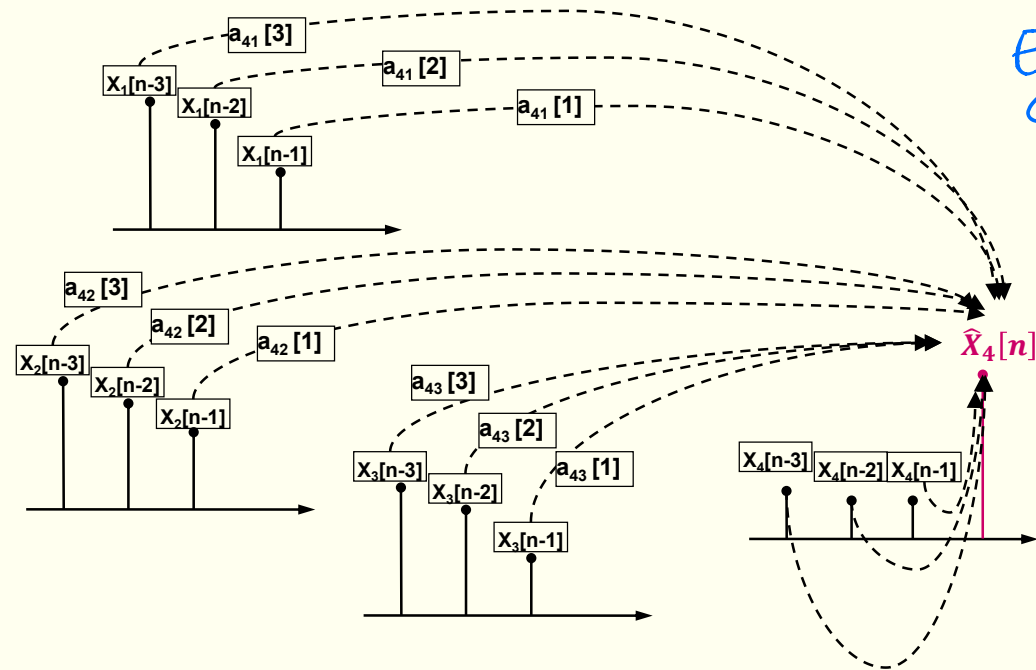 a₄₁ [3]
X₁[n-3]
a₄₁ [2]
X₁[n-2]
a₄₁ [1]
X₁[n-1]
a₄₂ [3]
X₂[n-3]
a₄₂ [2]
X₂[n-2]
a₄₂ [1]
X₂[n-1]
a₄₃ [3]
X₃[n-3]
a₄₃ [2]
X₃[n-2]
a₄₃ [1]
X₃[n-1]
X̂₄[n]
X₄[n-3]
X₄[n-2]
X₄[n-1]